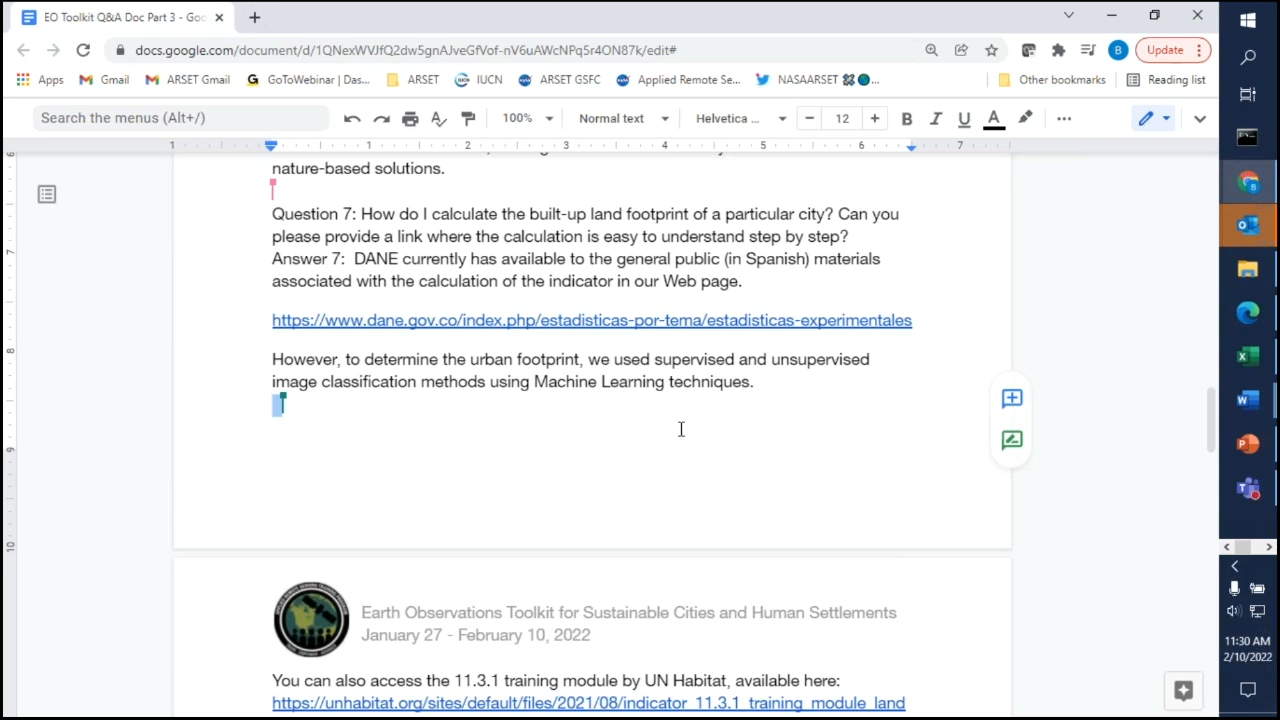 EO Toolkit Q&A Doc Part 3 - Goo
docs.google.com/document/d/1QNexWVJfQ2dw5gnAJveGfVof-nV6uAWcNPq5r4ON87k/edit#
B
Update
Apps
Gmail
ARSET Gmail
GoToWebinar | Das...
ARSET
IUCN
ARSET GSFC
Applied Remote Se...
NASAARSET
Other bookmarks
Reading list
Search the menus (Alt+/)
100%
Normal text
Helvetica ...
12
B I U A
1 1 2 3 4 5 6 7
nature-based solutions.
Question 7: How do I calculate the built-up land footprint of a particular city? Can you
please provide a link where the calculation is easy to understand step by step?
Answer 7: DANE currently has available to the general public (in Spanish) materials
associated with the calculation of the indicator in our Web page.
https://www.dane.gov.co/index.php/estadisticas-por-tema/estadisticas-experimentales
However, to determine the urban footprint, we used supervised and unsupervised
image classification methods using Machine Learning techniques.
Earth Observations Toolkit for Sustainable Cities and Human Settlements
January 27 - February 10, 2022
You can also access the 11.3.1 training module by UN Habitat, available here:
https://unhabitat.org/sites/default/files/2021/08/indicator_11.3.1_training_module_land
11:30 AM
2/10/2022